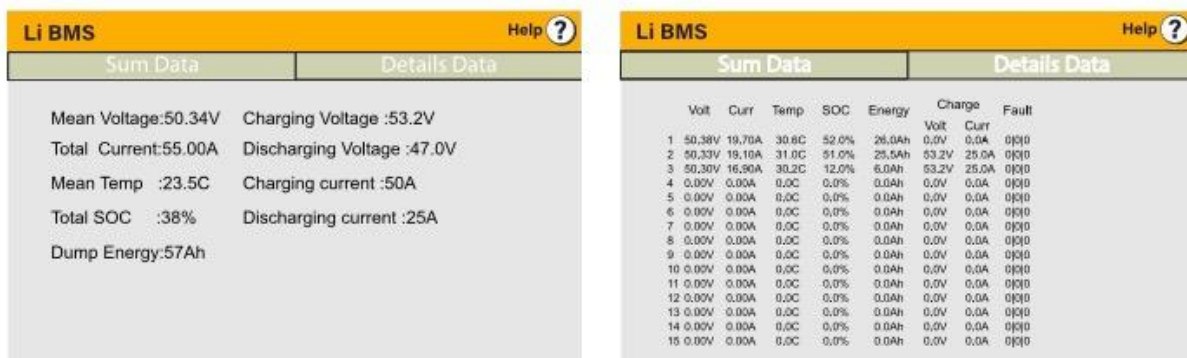 Li BMS Help ?
Sum Data Details Data
Mean Voltage:50.34V Charging Voltage :53.2V
Total Current:55.00A Discharging Voltage :47.0V
Mean Temp :23.5C Charging current :50A
Total SOC :38% Discharging current :25A
Dump Energy:57Ah
Li BMS Help ?
Sum Data Details Data
Volt Curr Temp SOC Energy Charge Fault
Volt Curr
1 50.38V 19.70A 30.6C 52.0% 26.0Ah 0.0V 0.0A 0|0|0
2 50.33V 19.10A 31.0C 51.0% 25.5Ah 53.2V 25.0A 0|0|0
3 50.30V 16.90A 30.2C 12.0% 6.0Ah 53.2V 25.0A 0|0|0
4 0.00V 0.00A 0.0C 0.0% 0.0Ah 0.0V 0.0A 0|0|0
5 0.00V 0.00A 0.0C 0.0% 0.0Ah 0.0V 0.0A 0|0|0
6 0.00V 0.00A 0.0C 0.0% 0.0Ah 0.0V 0.0A 0|0|0
7 0.00V 0.00A 0.0C 0.0% 0.0Ah 0.0V 0.0A 0|0|0
8 0.00V 0.00A 0.0C 0.0% 0.0Ah 0.0V 0.0A 0|0|0
9 0.00V 0.00A 0.0C 0.0% 0.0Ah 0.0V 0.0A 0|0|0
10 0.00V 0.00A 0.0C 0.0% 0.0Ah 0.0V 0.0A 0|0|0
11 0.00V 0.00A 0.0C 0.0% 0.0Ah 0.0V 0.0A 0|0|0
12 0.00V 0.00A 0.0C 0.0% 0.0Ah 0.0V 0.0A 0|0|0
13 0.00V 0.00A 0.0C 0.0% 0.0Ah 0.0V 0.0A 0|0|0
14 0.00V 0.00A 0.0C 0.0% 0.0Ah 0.0V 0.0A 0|0|0
15 0.00V 0.00A 0.0C 0.0% 0.0Ah 0.0V 0.0A 0|0|0